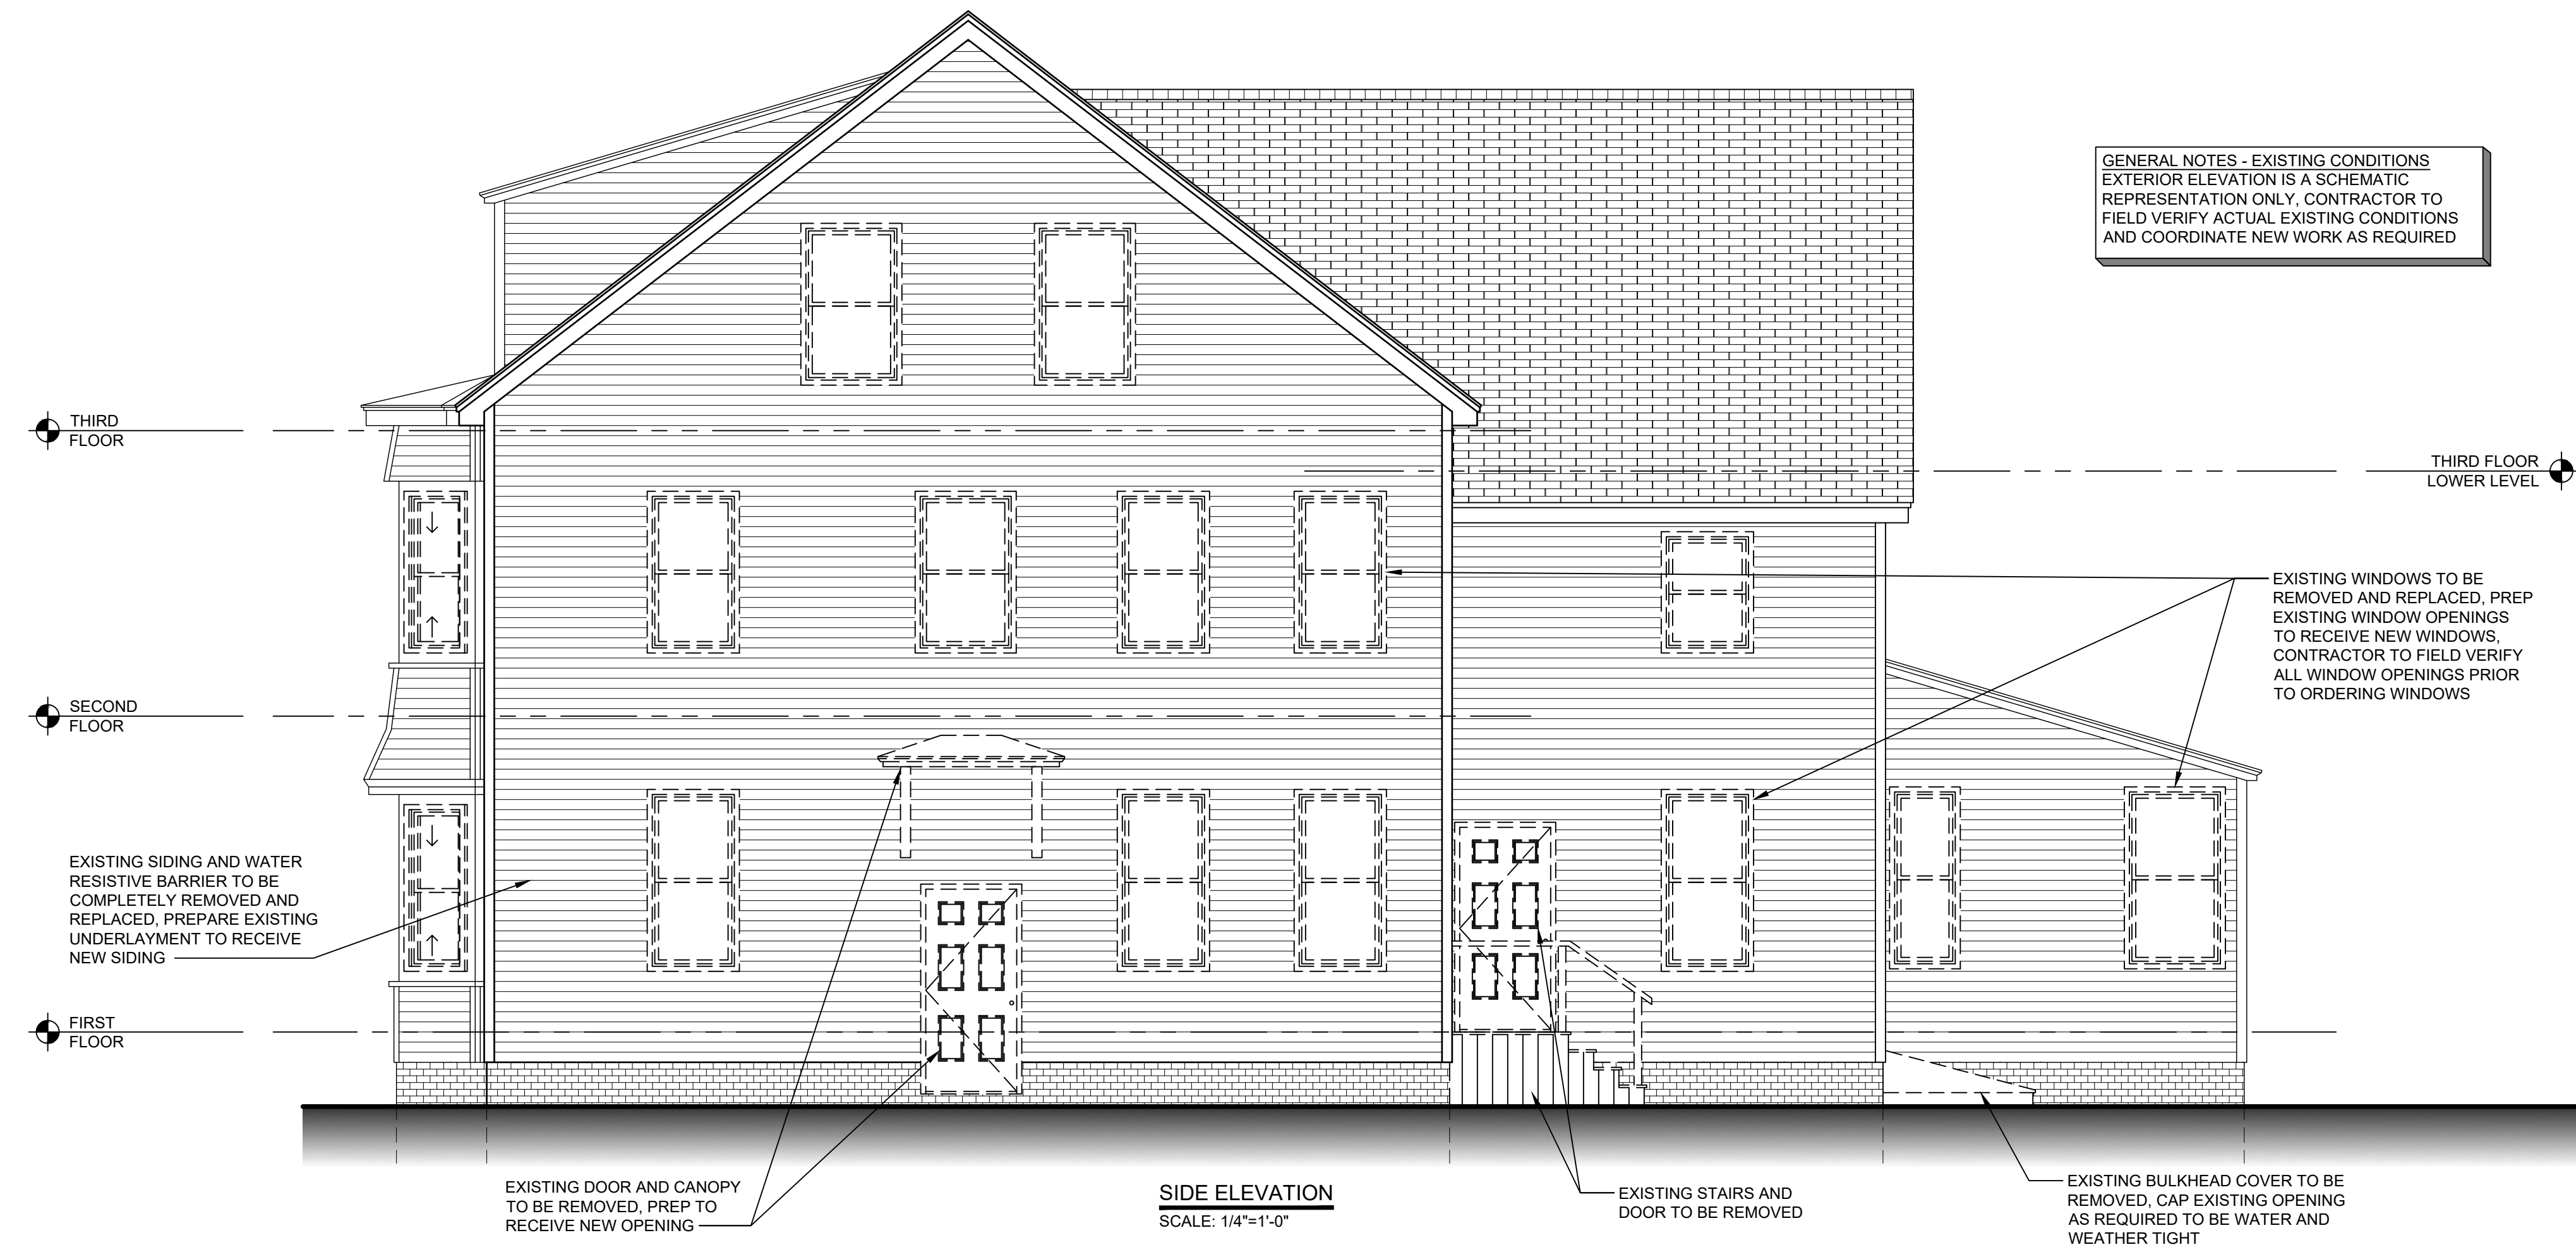 GENERAL NOTES - EXISTING CONDITIONS
EXTERIOR ELEVATION IS A SCHEMATIC
REPRESENTATION ONLY, CONTRACTOR TO
FIELD VERIFY ACTUAL EXISTING CONDITIONS
AND COORDINATE NEW WORK AS REQUIRED
THIRD
FLOOR
THIRD FLOOR
LOWER LEVEL
EXISTING WINDOWS TO BE
REMOVED AND REPLACED, PREP
EXISTING WINDOW OPENINGS
TO RECEIVE NEW WINDOWS,
CONTRACTOR TO FIELD VERIFY
ALL WINDOW OPENINGS PRIOR
TO ORDERING WINDOWS
SECOND
FLOOR
EXISTING SIDING AND WATER
RESISTIVE BARRIER TO BE
COMPLETELY REMOVED AND
REPLACED, PREPARE EXISTING
UNDERLAYMENT TO RECEIVE
NEW SIDING
FIRST
FLOOR
EXISTING DOOR AND CANOPY
TO BE REMOVED, PREP TO
RECEIVE NEW OPENING
SIDE ELEVATION
SCALE: 1/4"=1'-0"
EXISTING STAIRS AND
DOOR TO BE REMOVED
EXISTING BULKHEAD COVER TO BE
REMOVED, CAP EXISTING OPENING
AS REQUIRED TO BE WATER AND
WEATHER TIGHT